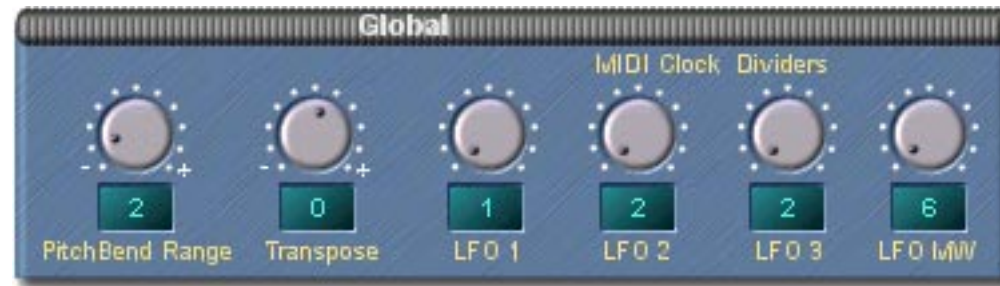 Global
MIDI Clock Dividers
- + - +
2 0 1 2 2 6
PitchBend Range Transpose LFO 1 LFO 2 LFO 3 LFO MW